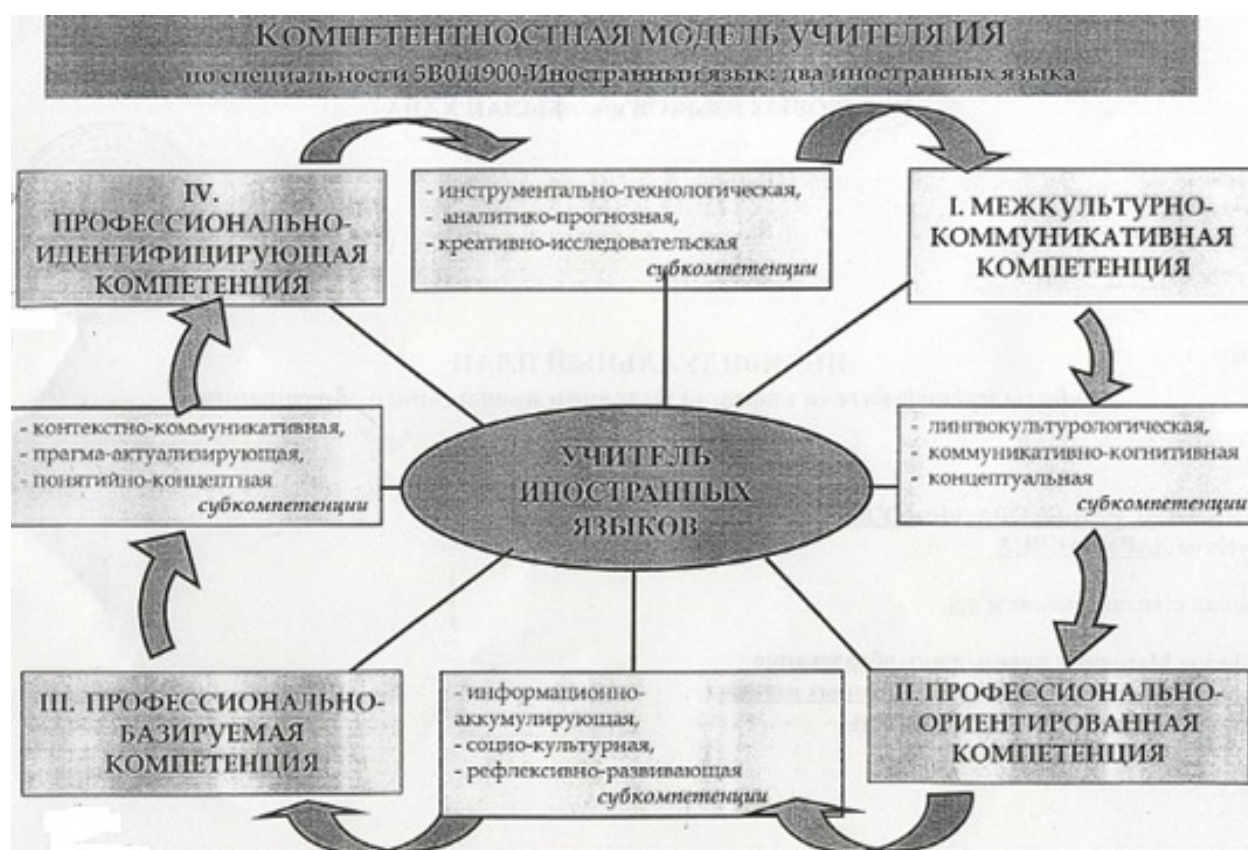 КОМПЕТЕНТНОСТНАЯ МОДЕЛЬ УЧИТЕЛЯ ИЯ
по специальности 5В011900-Иностранный язык: два иностранных языка
IV.
ПРОФЕССИОНАЛЬНО-
ИДЕНТИФИЦИРУЮЩАЯ
КОМПЕТЕНЦИЯ
- инструментально-технологическая,
- аналитико-прогнозная,
- креативно-исследовательская
субкомпетенции
I. МЕЖКУЛЬТУРНО-
КОММУНИКАТИВНАЯ
КОМПЕТЕНЦИЯ
ИНДИВИДУАЛЬНЫЙ ПЛАН
- контекстно-коммуникативная,
- прагма-актуализирующая,
- понятийно-концептная
субкомпетенции
УЧИТЕЛЬ
ИНОСТРАННЫХ
ЯЗЫКОВ
- лингвокультурологическая,
- коммуникативно-когнитивная
- концептуальная
субкомпетенции
III. ПРОФЕССИОНАЛЬНО-
БАЗИРУЕМАЯ
КОМПЕТЕНЦИЯ
- информационно-
аккумулирующая,
- социо-культурная,
- рефлексивно-развивающая
субкомпетенции
II. ПРОФЕССИОНАЛЬНО-
ОРИЕНТИРОВАННАЯ
КОМПЕТЕНЦИЯ